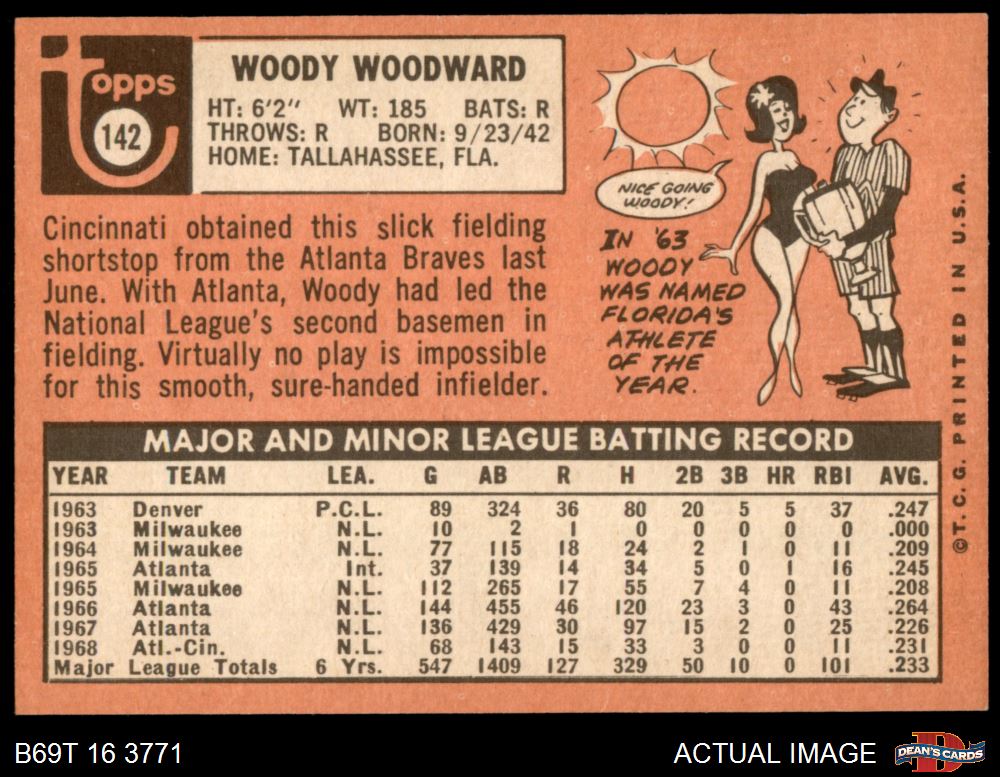 Topps
142
WOODY WOODWARD
HT: 6'2" WT: 185 BATS: R
THROWS: R BORN: 9/23/42
HOME: TALLAHASSEE, FLA.
Cincinnati obtained this slick fielding
shortstop from the Atlanta Braves last
June. With Atlanta, Woody had led the
National League's second basemen in
fielding. Virtually no play is impossible
for this smooth, sure-handed infielder.
NICE GOING
WOODY!
IN '63
WOODY
WAS NAMED
FLORIDA'S
ATHLETE
OF THE
YEAR.
©T. C. G. PRINTED IN U.S.A.
MAJOR AND MINOR LEAGUE BATTING RECORD
YEAR TEAM LEA. G AB R H 2B 3B HR RBI AVG.
1963 Denver P.C.L. 89 324 36 80 20 5 5 37 .247
1963 Milwaukee N.L. 10 2 1 0 0 0 0 0 .000
1964 Milwaukee N.L. 77 115 18 24 2 1 0 11 .209
1965 Atlanta Int. 37 139 14 34 5 0 1 16 .245
1965 Milwaukee N.L. 112 265 17 55 7 4 0 11 .208
1966 Atlanta N.L. 144 455 46 120 23 3 0 43 .264
1967 Atlanta N.L. 136 429 30 97 15 2 0 25 .226
1968 Atl.-Cin. N.L. 68 143 15 33 3 0 0 11 .231
Major League Totals 6 Yrs. 547 1409 127 329 50 10 0 101 .233
B69T 16 3771
ACTUAL IMAGE
DEAN'S CARDS